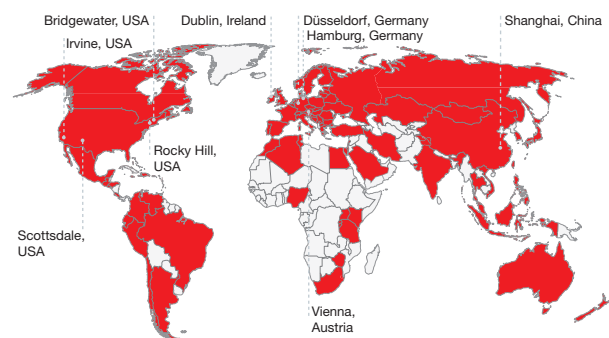 Bridgewater, USA
Dublin, Ireland
Düsseldorf, Germany
Shanghai, China
Irvine, USA
Hamburg, Germany
Rocky Hill,
USA
Scottsdale,
USA
Vienna,
Austria